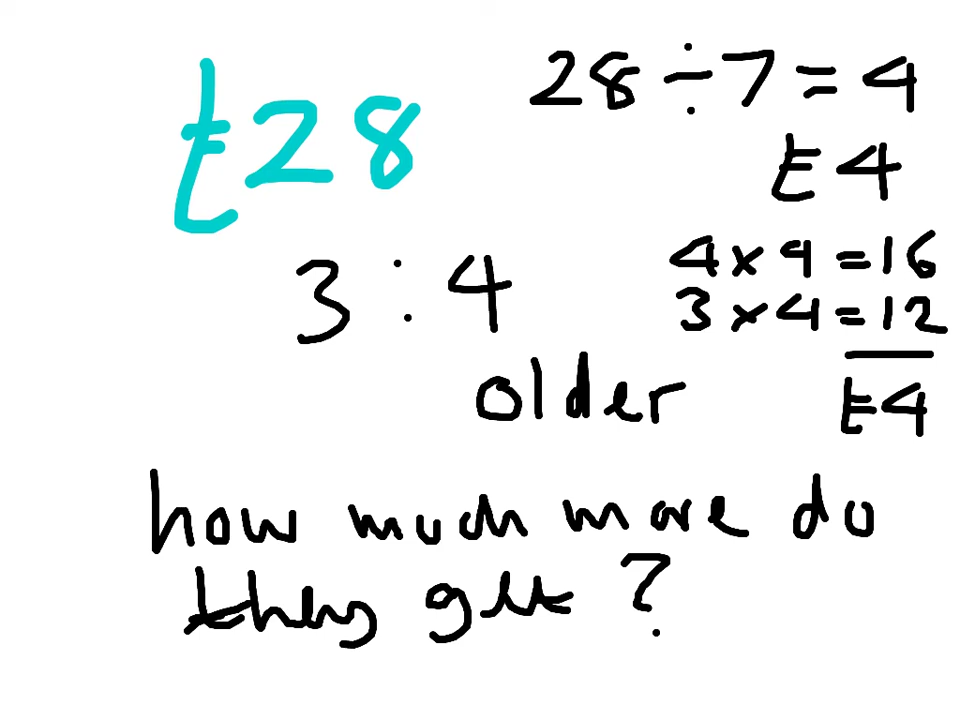 £28
28 ÷ 7 = 4
£4
4 x 4 = 16
3 : 4
3 x 4 = 12
older
£4
how much more do
they get ?